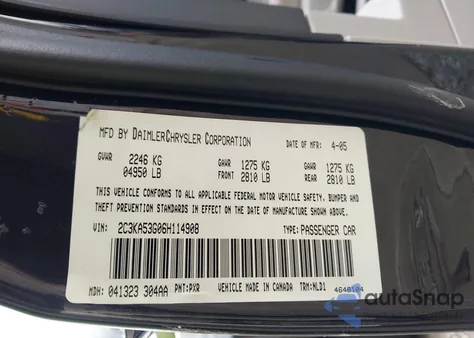 MFD BY DAIMLERCHRYSLER CORPORATION DATE OF MFR: 4-05
GVWR 2246 KG GAWR 1275 KG GAWR 1275 KG
04950 LB FRONT 2810 LB REAR 2810 LB
THIS VEHICLE CONFORMS TO ALL APPLICABLE FEDERAL MOTOR VEHICLE SAFETY, BUMPER AND
THEFT PREVENTION STANDARDS IN EFFECT ON THE DATE OF MANUFACTURE SHOWN ABOVE.
VIN: 2C3KA53G06H114908 TYPE: PASSENGER CAR
MDH: 041323 304AA PNT: PXR VEHICLE MADE IN CANADA TRM: NLD1
4648104
autoSnap